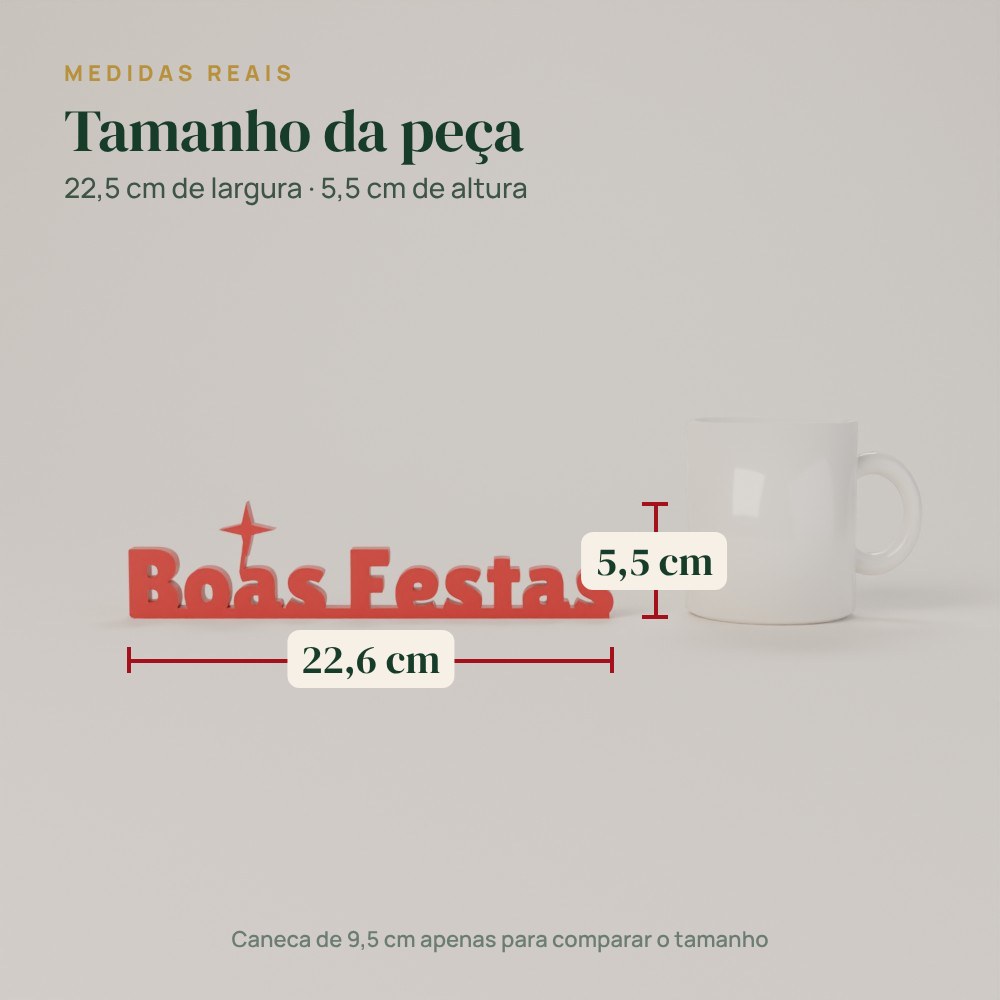 MEDIDAS REAIS
Tamanho da peça
22,5 cm de largura · 5,5 cm de altura
Boas Festas
5,5 cm
22,6 cm
Caneca de 9,5 cm apenas para comparar o tamanho